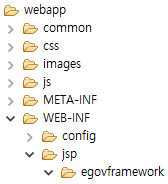 webapp
common
css
images
js
META-INF
WEB-INF
config
jsp
egovframework